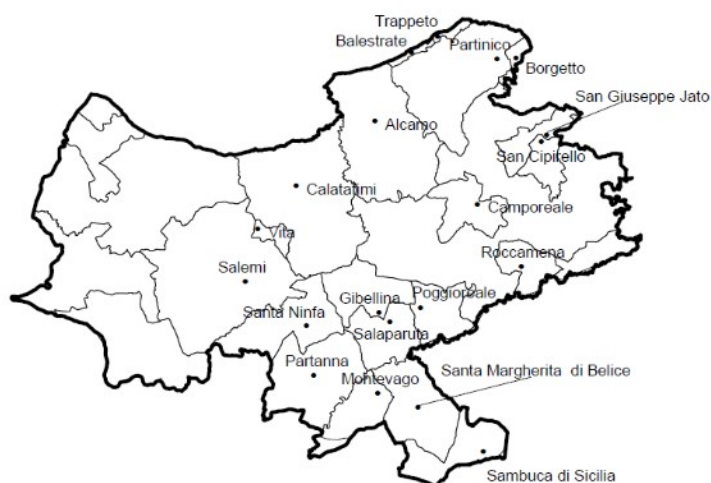 Trappeto
Balestrate
Partinico
Borgetto
San Giuseppe Jato
Alcamo
San Cipirello
Calatafimi
Camporeale
Vita
Roccamena
Salemi
Gibellina
Poggioreale
Santa Ninfa
Salaparuta
Partanna
Montevago
Santa Margherita di Belice
Sambuca di Sicilia